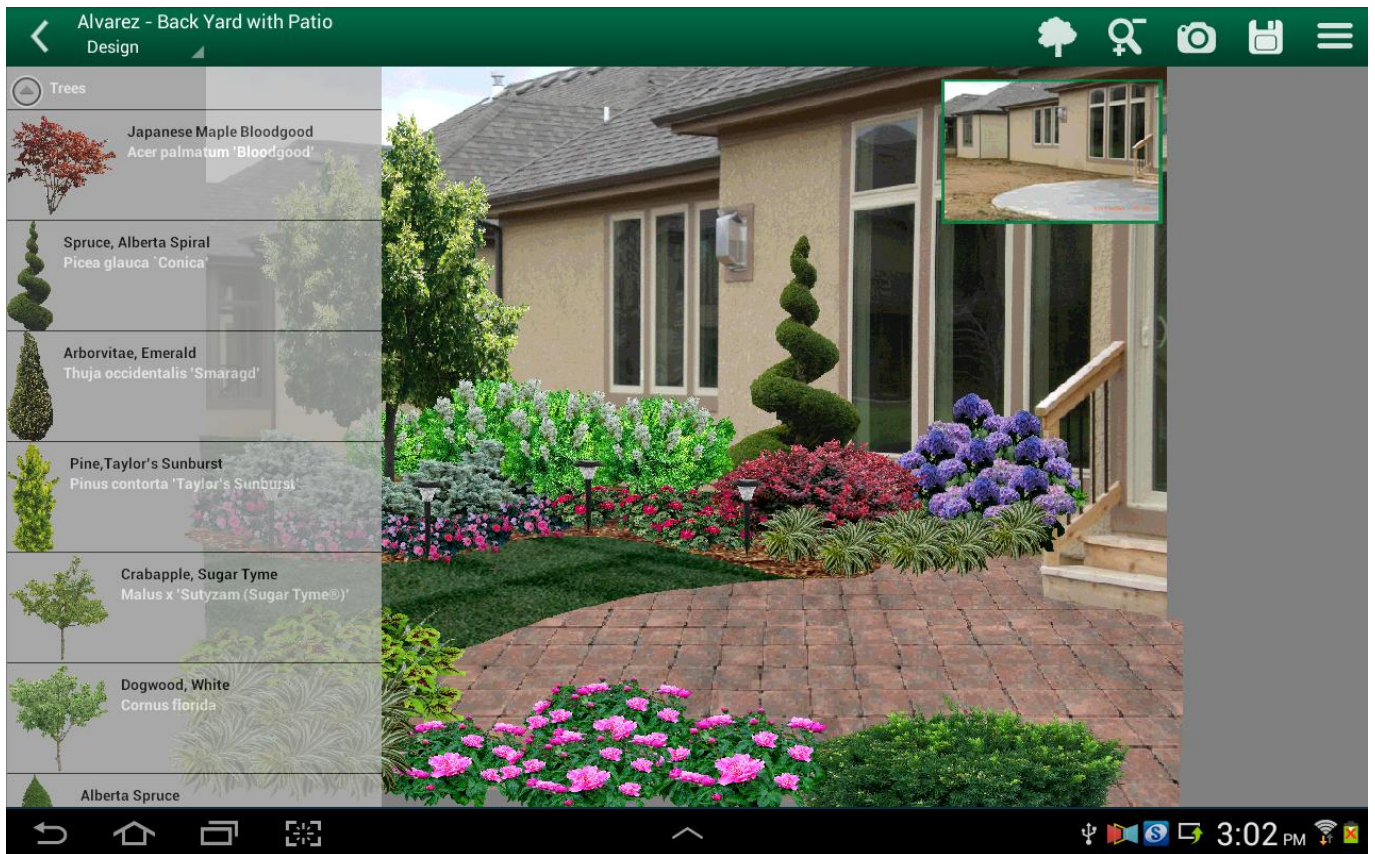 Alvarez - Back Yard with Patio
Design
Trees
Japanese Maple Bloodgood
Acer palmatum 'Bloodgood'
Spruce, Alberta Spiral
Picea glauca `Conica'
Arborvitae, Emerald
Thuja occidentalis 'Smaragd'
Pine,Taylor's Sunburst
Pinus contorta 'Taylor's Sunburst'
Crabapple, Sugar Tyme
Malus x 'Sutyzam (Sugar Tyme®)'
Dogwood, White
Cornus florida
Alberta Spruce
3:02 PM